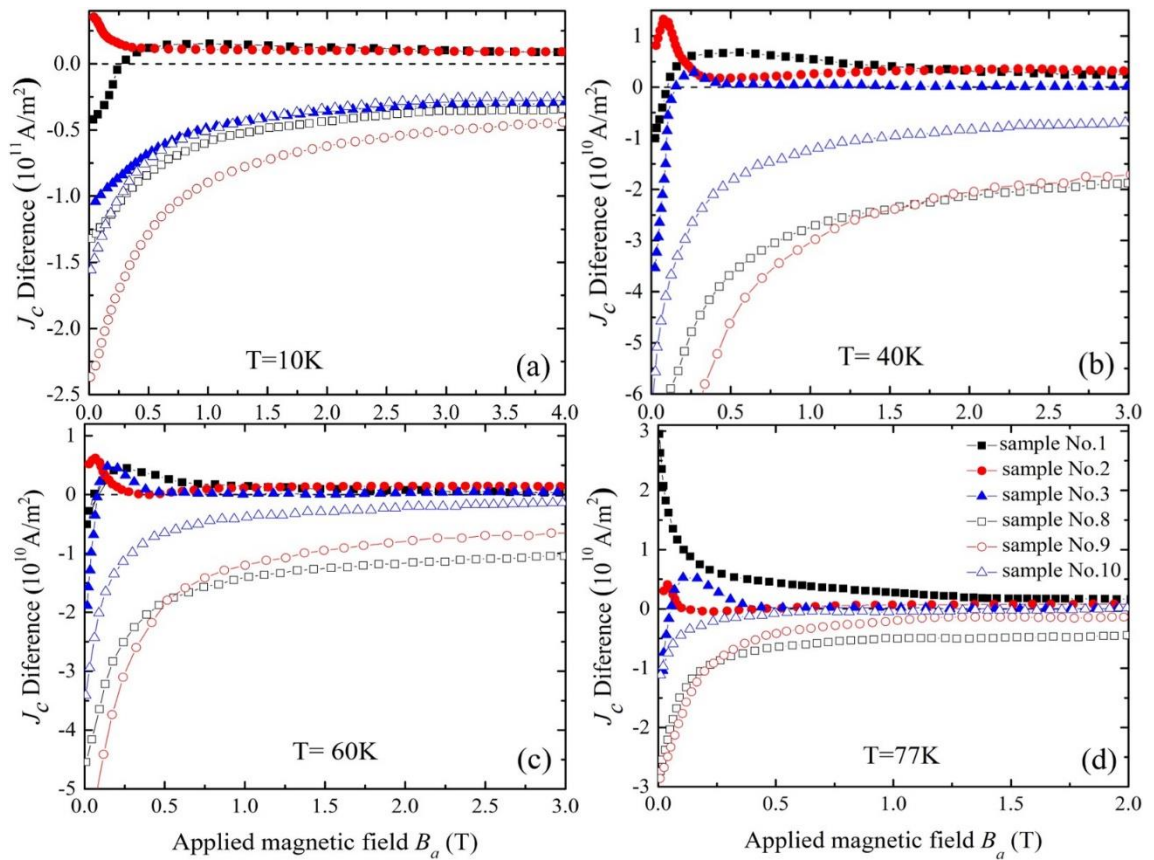 0.0
-0.5
-1.0
-1.5
-2.0
-2.5
J_c Diference (10^11 A/m^2)
T=10K
(a)
0.0 0.5 1.0 1.5 2.0 2.5 3.0 3.5 4.0
1
0
-1
-2
-3
-4
-5
-6
J_c Diference (10^10 A/m^2)
T= 40K
(b)
0.0 0.5 1.0 1.5 2.0 2.5 3.0
1
0
-1
-2
-3
-4
-5
J_c Diference (10^10 A/m^2)
T= 60K
(c)
0.0 0.5 1.0 1.5 2.0 2.5 3.0
Applied magnetic field B_a (T)
3
2
1
0
-1
-2
-3
J_c Diference (10^10 A/m^2)
sample No.1
sample No.2
sample No.3
sample No.8
sample No.9
sample No.10
T=77K
(d)
0.0 0.5 1.0 1.5 2.0
Applied magnetic field B_a (T)